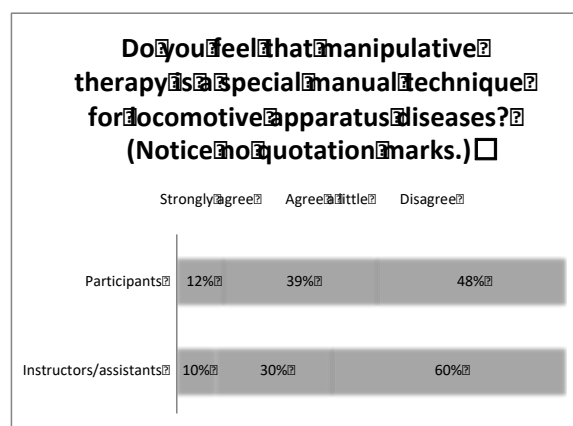 Do you feel that manipulative
therapy is a special manual technique
for locomotive apparatus diseases?
(Notice no quotation marks.)
Strongly agree Agree a little Disagree
Participants 12% 39% 48%
Instructors/assistants 10% 30% 60%